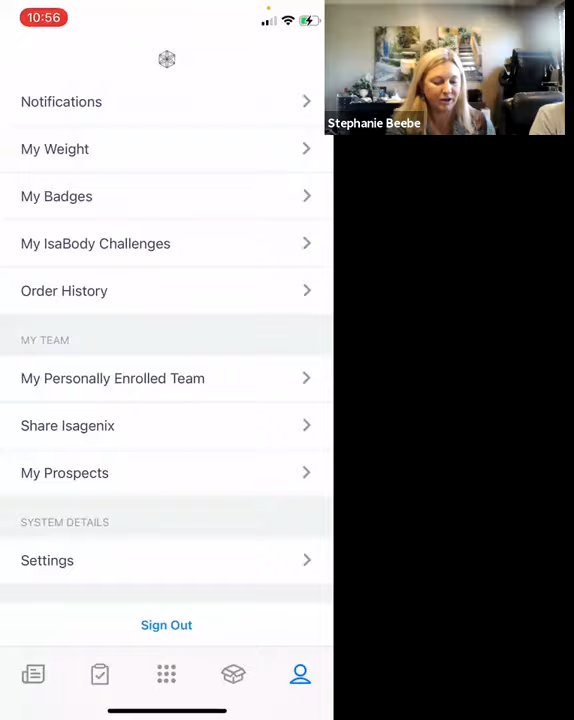 10:56
Notifications
My Weight
My Badges
My IsaBody Challenges
Order History
MY TEAM
My Personally Enrolled Team
Share Isagenix
My Prospects
SYSTEM DETAILS
Settings
Sign Out
Stephanie Beebe